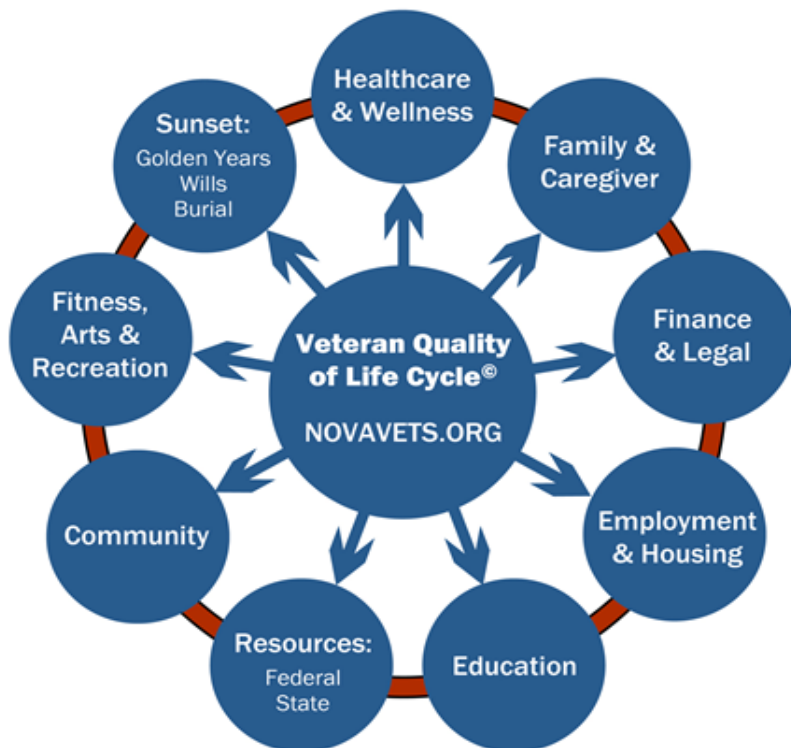 Healthcare
& Wellness
Family &
Caregiver
Finance
& Legal
Employment
& Housing
Education
Resources:
Federal
State
Community
Fitness,
Arts &
Recreation
Sunset:
Golden Years
Wills
Burial
Veteran Quality
of Life Cycle©
NOVAVETS.ORG